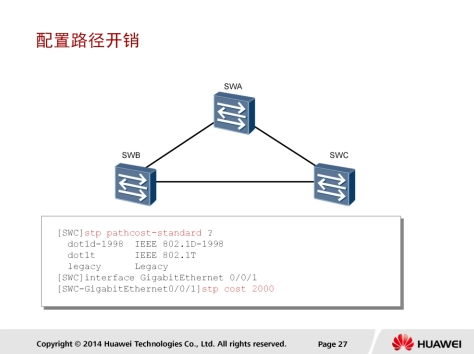 配置路径开销
SWA
SWB
SWC
[SWC]stp pathcost-standard ?
dot1d-1998 IEEE 802.1D-1998
dot1t IEEE 802.1T
legacy Legacy
[SWC]interface GigabitEthernet 0/0/1
[SWC-GigabitEthernet0/0/1]stp cost 2000
Copyright © 2014 Huawei Technologies Co., Ltd. All rights reserved.
Page 27
HUAWEI